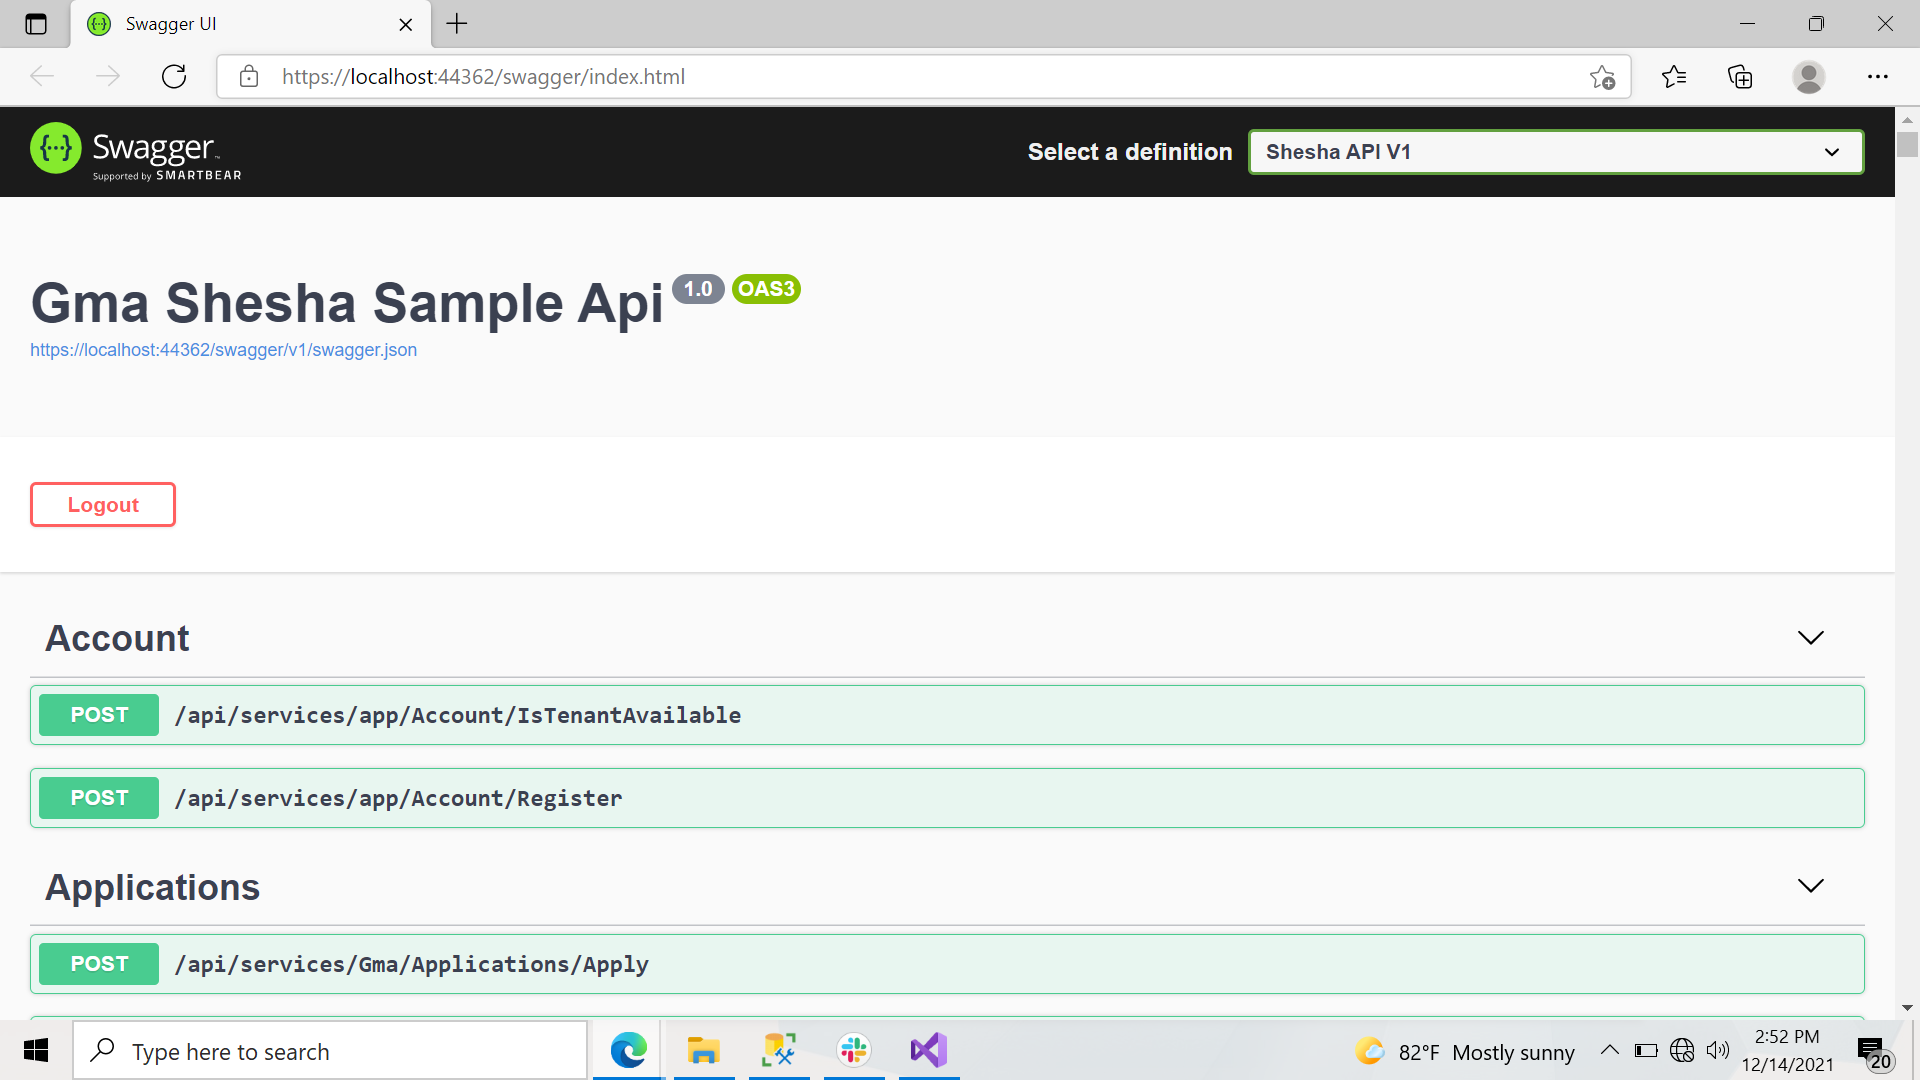 Swagger UI
https://localhost:44362/swagger/index.html
Swagger
Supported by SMARTBEAR
Select a definition
Shesha API V1
Gma Shesha Sample Api
1.0
OAS3
https://localhost:44362/swagger/v1/swagger.json
Logout
Account
POST /api/services/app/Account/IsTenantAvailable
POST /api/services/app/Account/Register
Applications
POST /api/services/Gma/Applications/Apply
Type here to search
82°F Mostly sunny
2:52 PM
12/14/2021
20